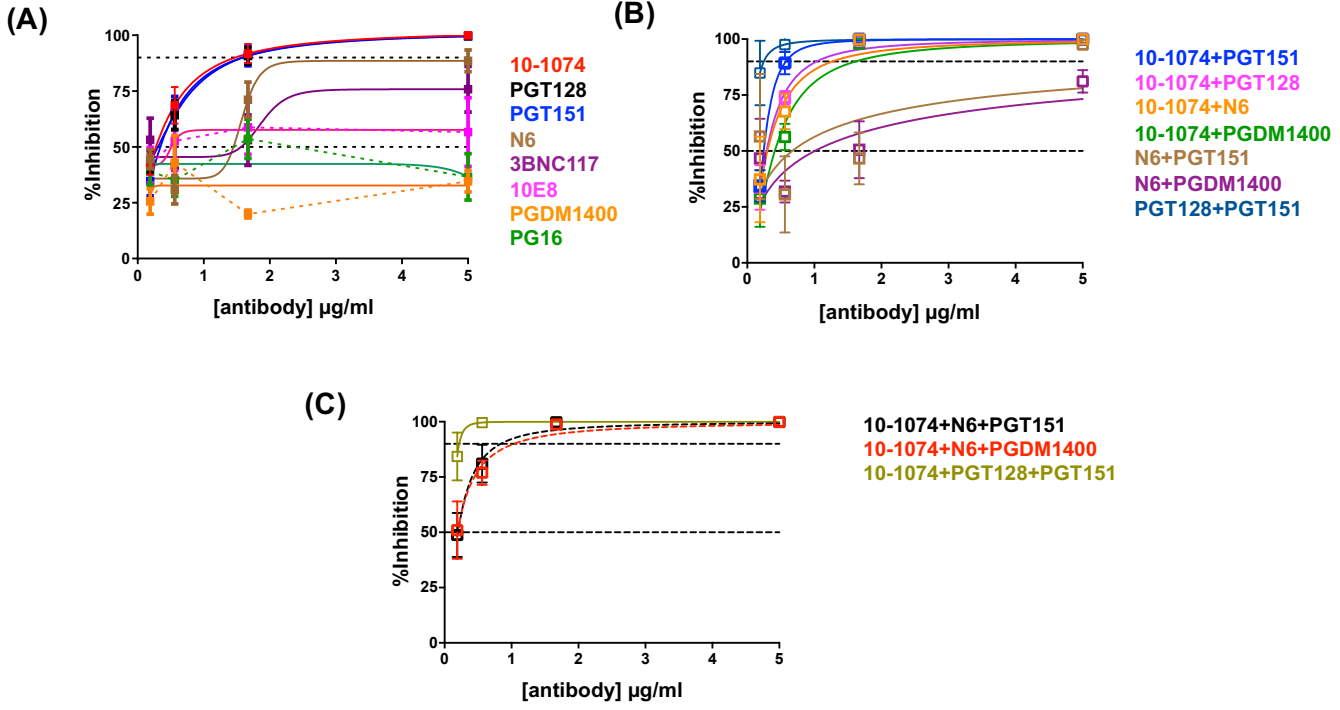 (A)
100
75
50
25
0
%Inhibition
0 1 2 3 4 5
[antibody] µg/ml
10-1074
PGT128
PGT151
N6
3BNC117
10E8
PGDM1400
PG16
(B)
100
75
50
25
0
%Inhibition
0 1 2 3 4 5
[antibody] µg/ml
10-1074+PGT151
10-1074+PGT128
10-1074+N6
10-1074+PGDM1400
N6+PGT151
N6+PGDM1400
PGT128+PGT151
(C)
100
75
50
25
0
%Inhibition
0 1 2 3 4 5
[antibody] µg/ml
10-1074+N6+PGT151
10-1074+N6+PGDM1400
10-1074+PGT128+PGT151